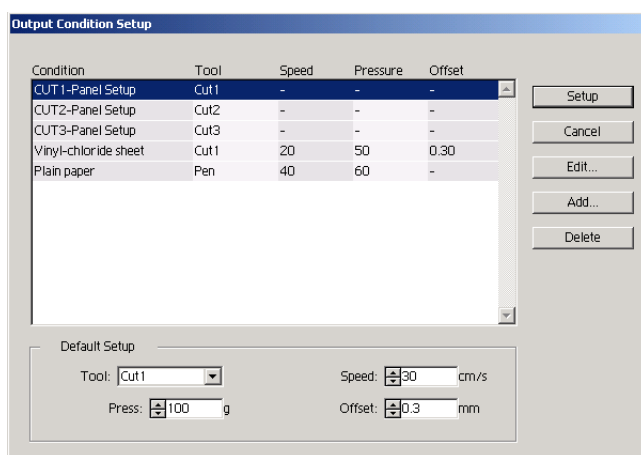 Output Condition Setup
Condition Tool Speed Pressure Offset
CUT1-Panel Setup Cut1 - - -
CUT2-Panel Setup Cut2 - - -
CUT3-Panel Setup Cut3 - - -
Vinyl-chloride sheet Cut1 20 50 0.30
Plain paper Pen 40 60 -
Setup
Cancel
Edit...
Add...
Delete
Default Setup
Tool: Cut1 Speed: 30 cm/s
Press: 100 g Offset: 0.3 mm